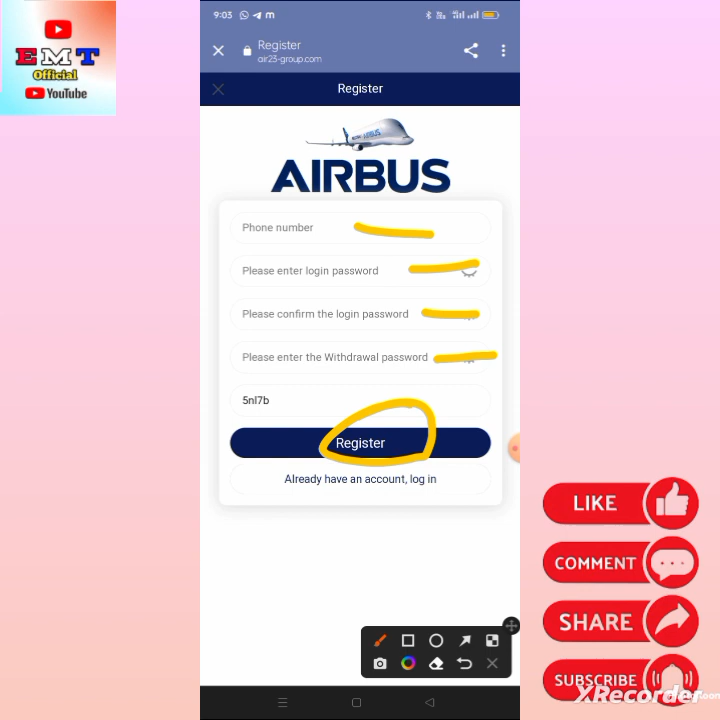 EMT
Official
YouTube
9:03
Register
air23-group.com
Register
AIRBUS
Phone number
Please enter login password
Please confirm the login password
Please enter the Withdrawal password
5nl7b
Register
Already have an account, log in
LIKE
COMMENT
SHARE
SUBSCRIBE
XRecorder